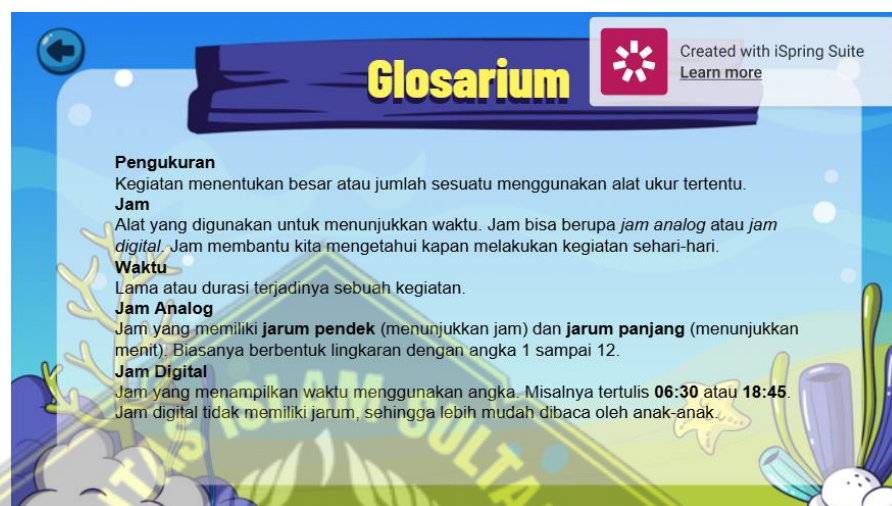 Glosarium
Created with iSpring Suite
Learn more
Pengukuran
Kegiatan menentukan besar atau jumlah sesuatu menggunakan alat ukur tertentu.
Jam
Alat yang digunakan untuk menunjukkan waktu. Jam bisa berupa jam analog atau jam
digital. Jam membantu kita mengetahui kapan melakukan kegiatan sehari-hari.
Waktu
Lama atau durasi terjadinya sebuah kegiatan.
Jam Analog
Jam yang memiliki jarum pendek (menunjukkan jam) dan jarum panjang (menunjukkan
menit). Biasanya berbentuk lingkaran dengan angka 1 sampai 12.
Jam Digital
Jam yang menampilkan waktu menggunakan angka. Misalnya tertulis 06:30 atau 18:45.
Jam digital tidak memiliki jarum, sehingga lebih mudah dibaca oleh anak-anak.
ISLAM